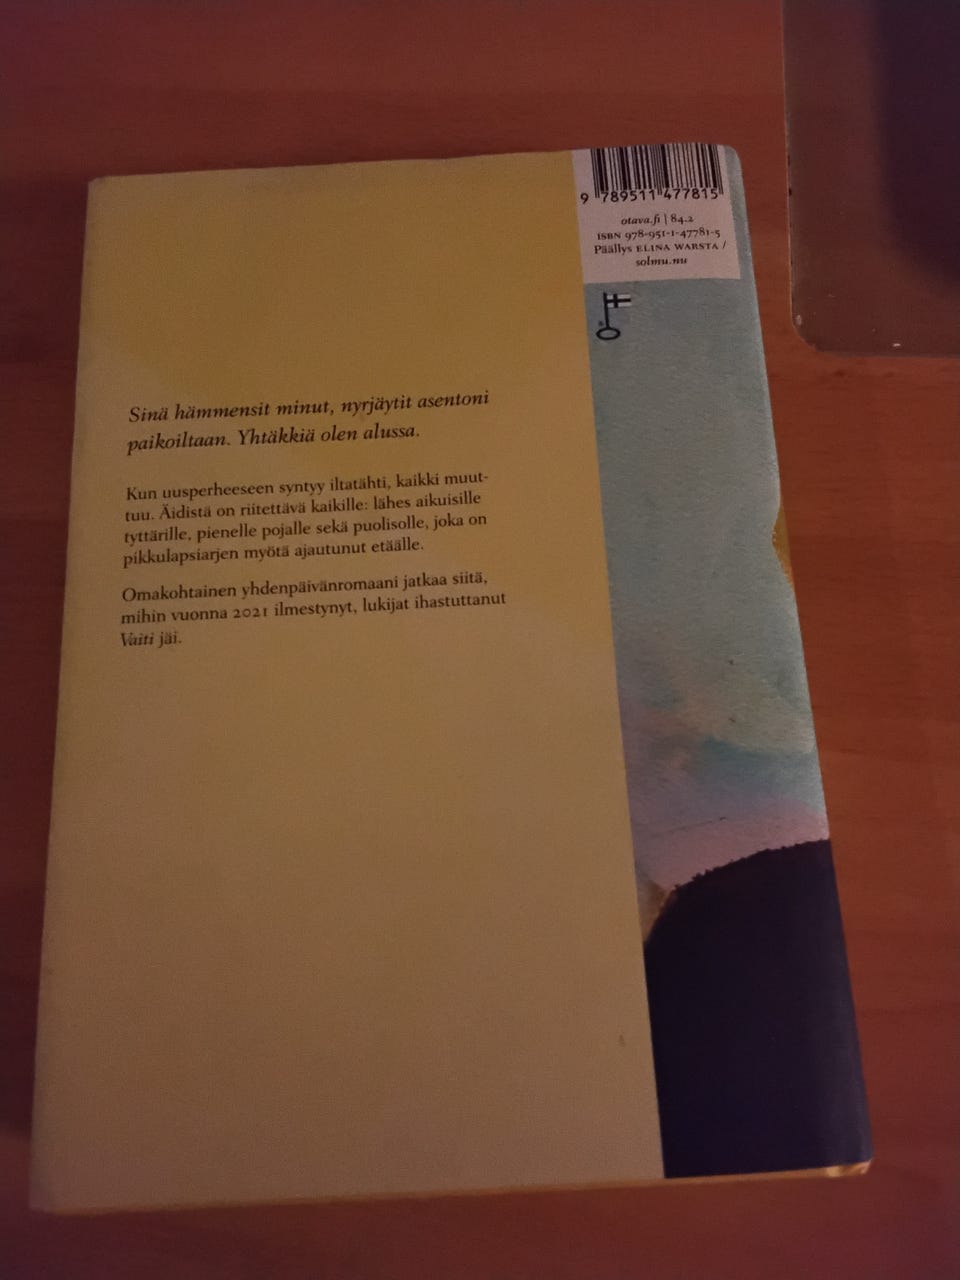 9 789511 477815
otava.fi | 84.2
ISBN 978-951-1-47781-5
Päällys ELINA WARSTA /
solmu.nu
Sinä hämmensit minut, nyrjäytit asentoni
paikoiltaan. Yhtäkkiä olen alussa.
Kun uusperheeseen syntyy iltatähti, kaikki muut-
tuu. Äidistä on riitettävä kaikille: lähes aikuisille
tyttärille, pienelle pojalle sekä puolisolle, joka on
pikkulapsiarjen myötä ajautunut etäälle.
Omakohtainen yhdenpäivänromaani jatkaa siitä,
mihin vuonna 2021 ilmestynyt, lukijat ihastuttanut
Vaiti jäi.